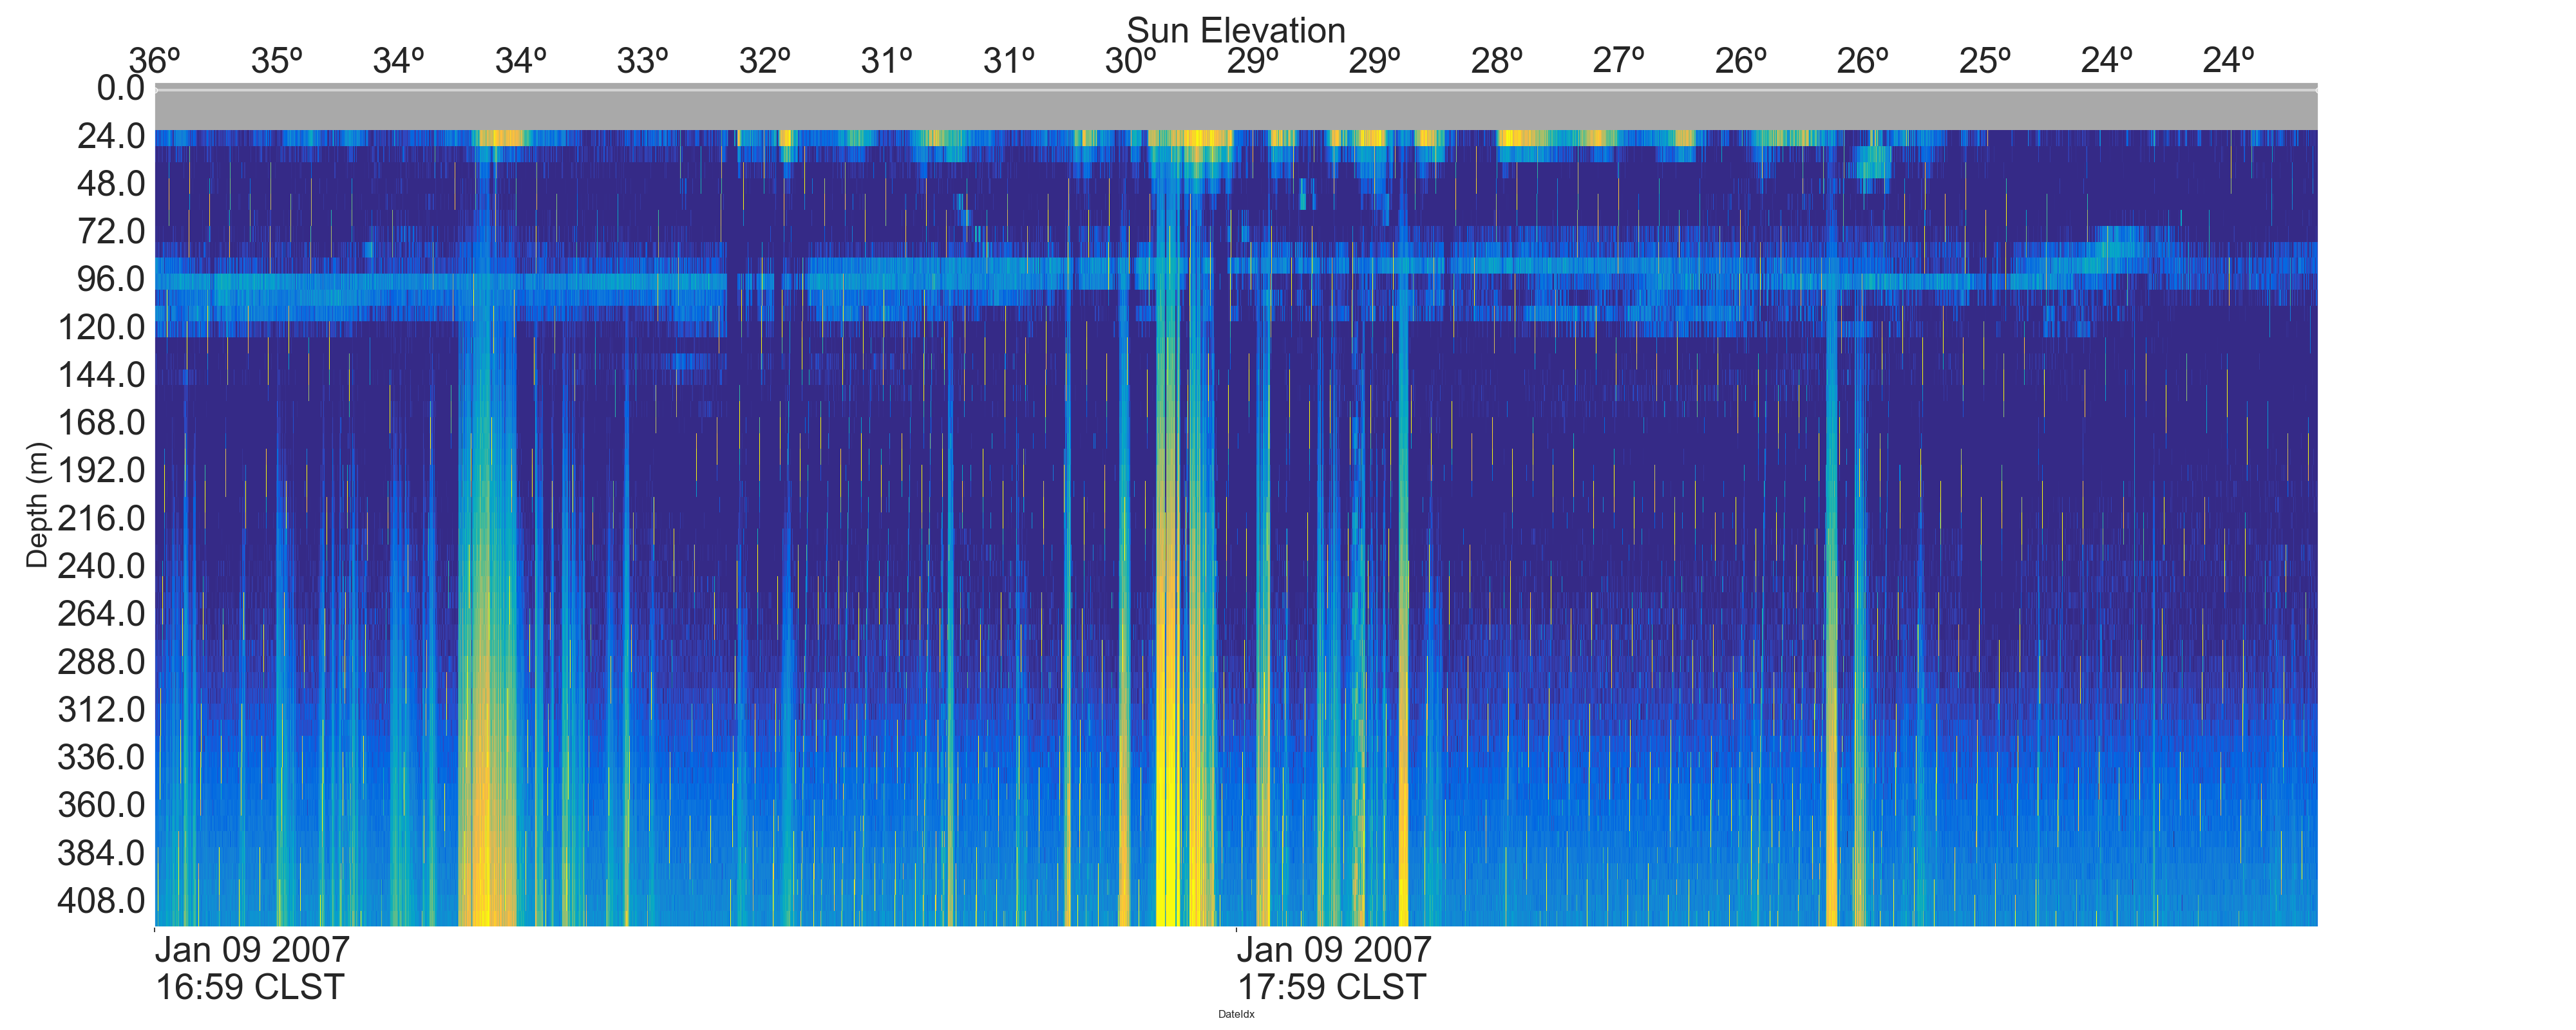 Sun Elevation
36º 35º 34º 34º 33º 32º 31º 31º 30º 29º 29º 28º 27º 26º 26º 25º 24º 24º
0.0
24.0
48.0
72.0
96.0
120.0
144.0
168.0
192.0
216.0
240.0
264.0
288.0
312.0
336.0
360.0
384.0
408.0
Depth (m)
Jan 09 2007
16:59 CLST
Jan 09 2007
17:59 CLST
DateIdx